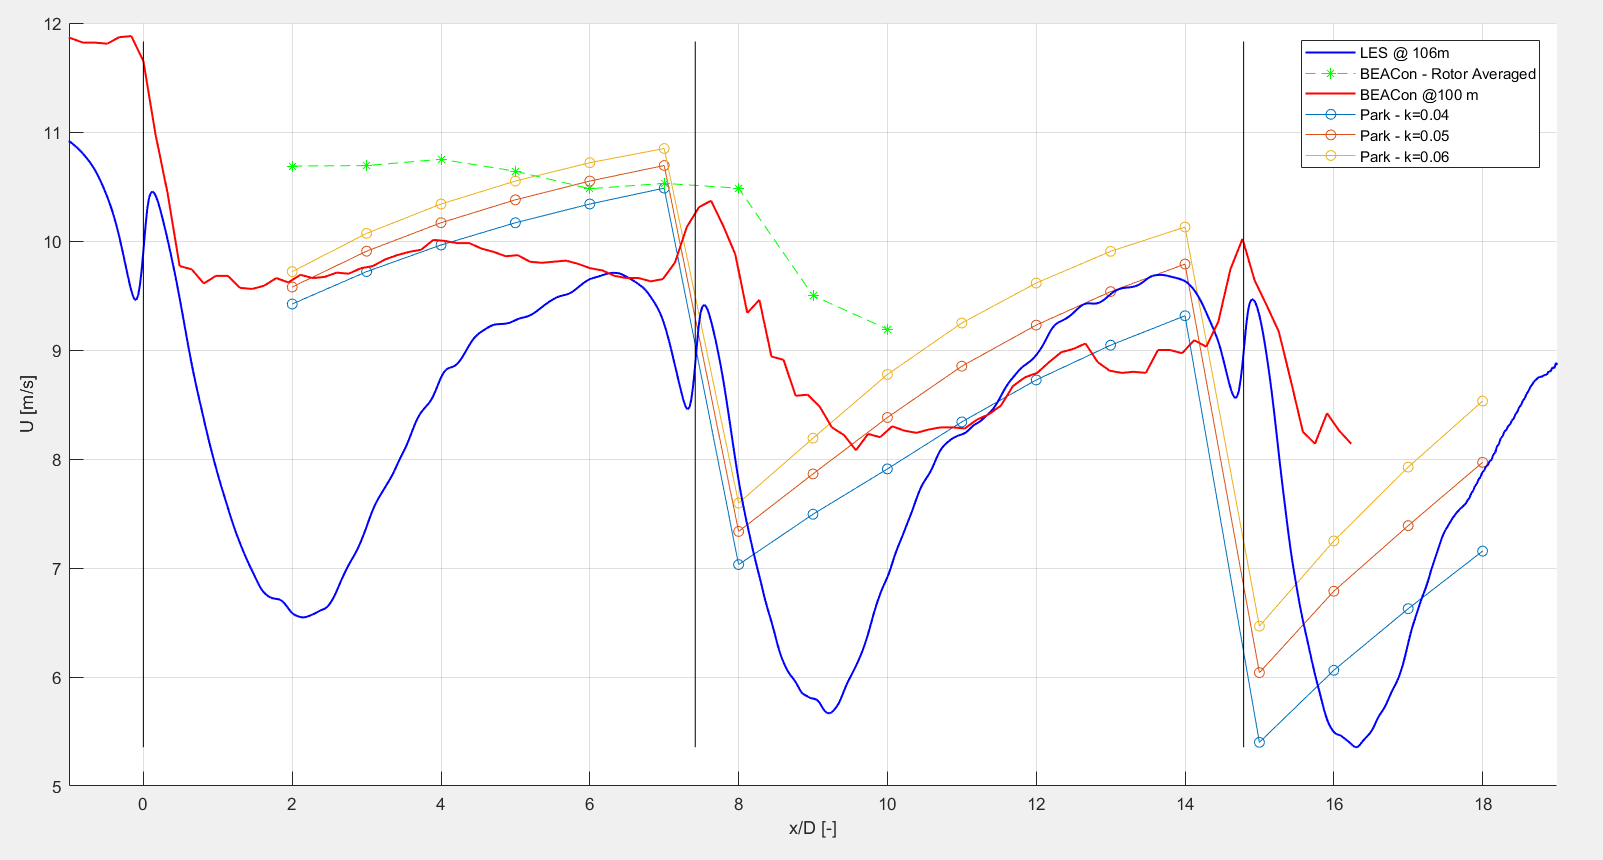 12
11
10
9
8
7
6
5
U [m/s]
LES @ 106m
BEACon - Rotor Averaged
BEACon @100 m
Park - k=0.04
Park - k=0.05
Park - k=0.06
0 2 4 6 8 10 12 14 16 18
x/D [-]